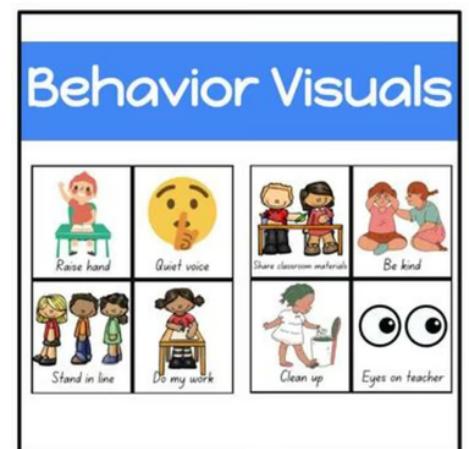 Behavior Visuals
Raise hand
Quiet voice
Share classroom materials
Be kind
Stand in line
Do my work
Clean up
Eyes on teacher